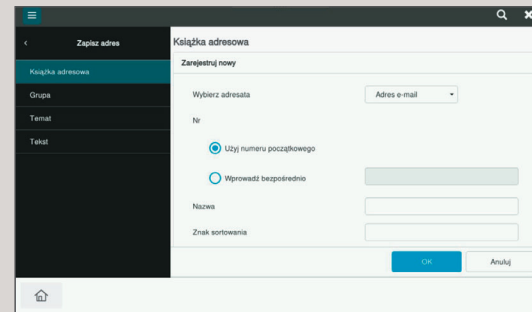 Zapisz adres
Książka adresowa
Grupa
Temat
Tekst
Książka adresowa
Zarejestruj nowy
Wybierz adresata
Adres e-mail
Nr
Użyj numeru początkowego
Wprowadź bezpośrednio
Nazwa
Znak sortowania
OK
Anuluj